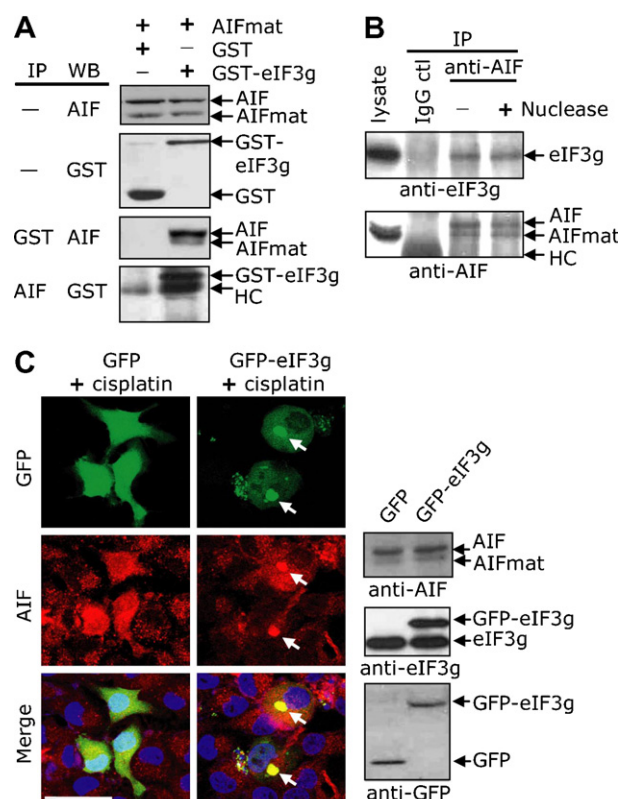 A
+ + AIFmat
+ − GST
− + GST-eIF3g
IP WB
— AIF
AIF
AIFmat
— GST
GST-
eIF3g
GST
GST AIF
AIF
AIFmat
AIF GST
GST-eIF3g
HC
B
IP
lysate
IgG ctl
anti-AIF
− + Nuclease
eIF3g
anti-eIF3g
AIF
AIFmat
HC
anti-AIF
C
GFP
+ cisplatin
GFP-eIF3g
+ cisplatin
GFP
AIF
Merge
GFP
GFP-eIF3g
AIF
AIFmat
anti-AIF
GFP-eIF3g
eIF3g
anti-eIF3g
GFP-eIF3g
GFP
anti-GFP